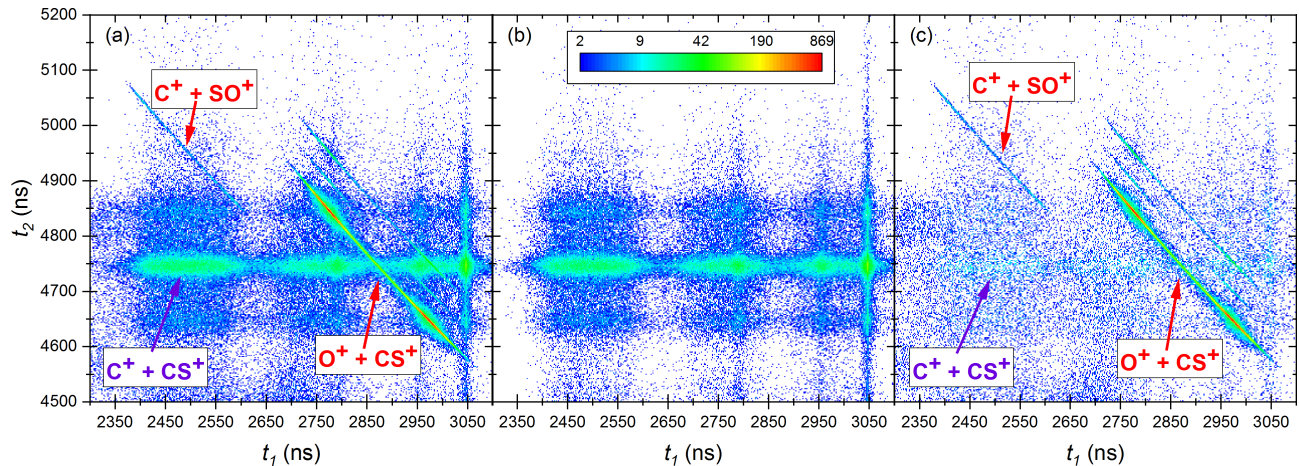 5200
5100
5000
4900
4800
4700
4600
4500
t₂ (ns)
(a)
C⁺ + SO⁺
C⁺ + CS⁺
O⁺ + CS⁺
2350 2450 2550 2650 2750 2850 2950 3050
t₁ (ns)
(b)
2 9 42 190 869
2350 2450 2550 2650 2750 2850 2950 3050
t₁ (ns)
(c)
C⁺ + SO⁺
C⁺ + CS⁺
O⁺ + CS⁺
2350 2450 2550 2650 2750 2850 2950 3050
t₁ (ns)